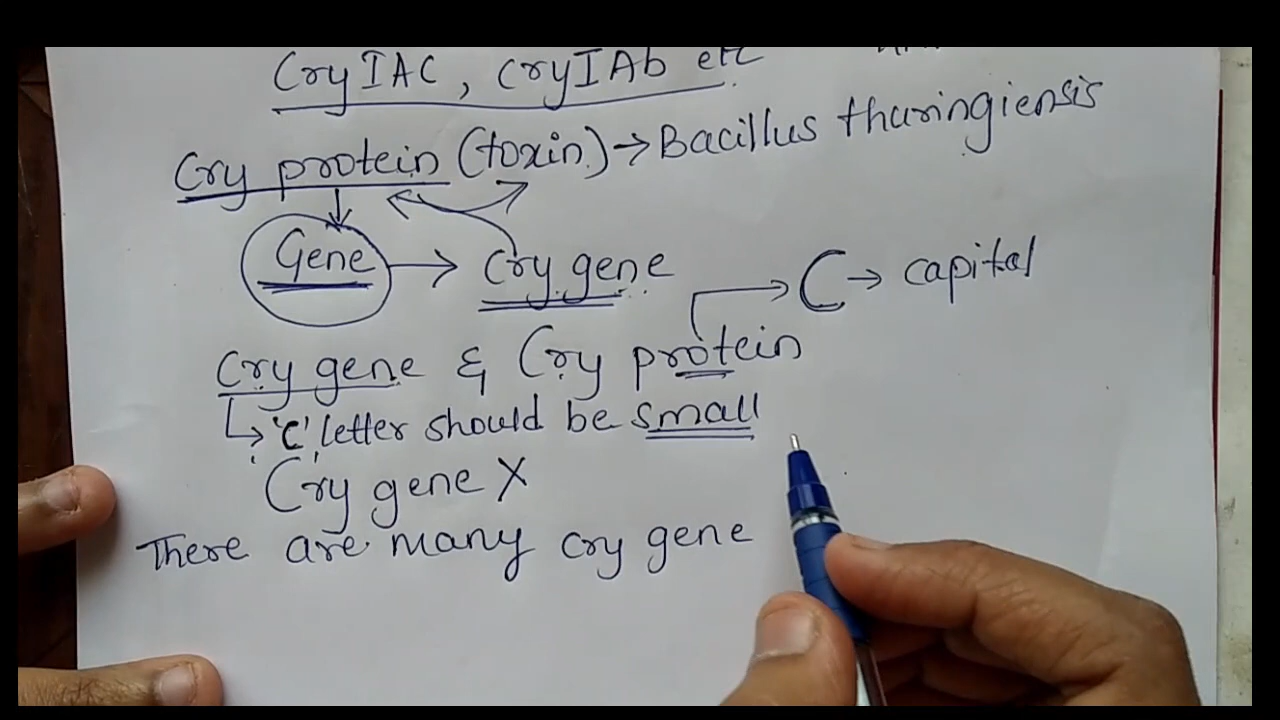 CryIAC, CryIAb etc
Cry protein (toxin) → Bacillus thuringiensis
Gene → Cry gene
C → capital
Cry gene & Cry protein
'C' letter should be small
Cry gene X
There are many cry gene